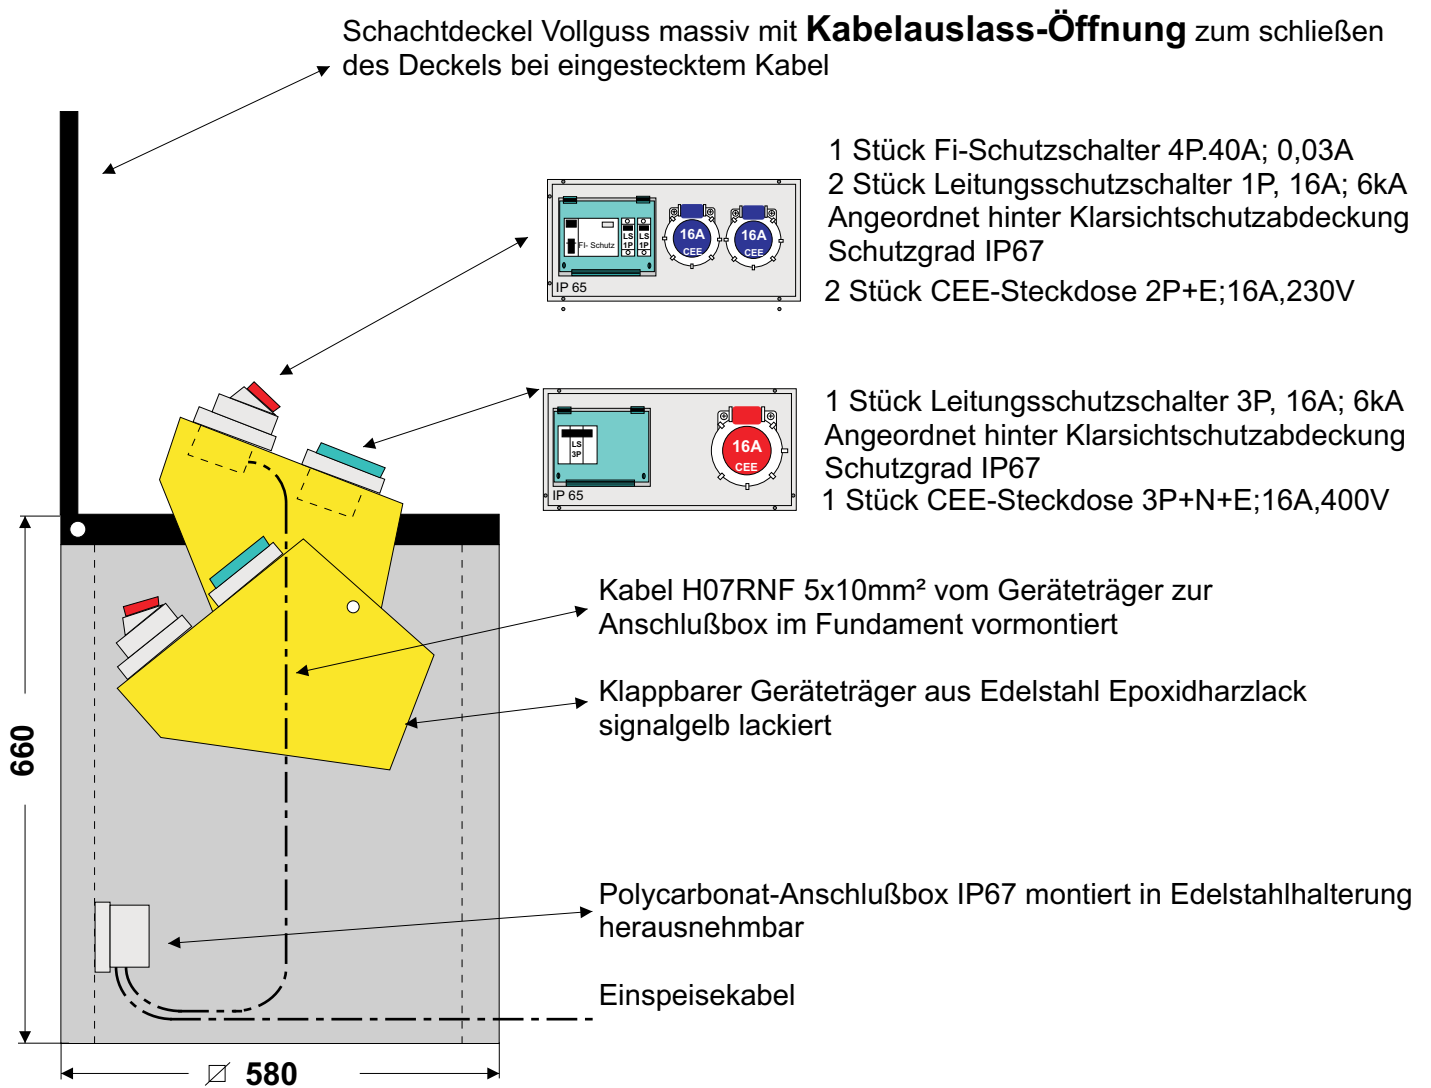 Schachtdeckel Vollguss massiv mit Kabelauslass-Öffnung zum schließen
des Deckels bei eingestecktem Kabel
1 Stück Fi-Schutzschalter 4P.40A; 0,03A
2 Stück Leitungsschutzschalter 1P, 16A; 6kA
Angeordnet hinter Klarsichtschutzabdeckung
Schutzgrad IP67
2 Stück CEE-Steckdose 2P+E;16A,230V
Fi- Schutz
LS
1P
LS
1P
16A
CEE
16A
CEE
IP 65
1 Stück Leitungsschutzschalter 3P, 16A; 6kA
Angeordnet hinter Klarsichtschutzabdeckung
Schutzgrad IP67
1 Stück CEE-Steckdose 3P+N+E;16A,400V
LS
3P
16A
CEE
IP 65
Kabel H07RNF 5x10mm² vom Geräteträger zur
Anschlußbox im Fundament vormontiert
Klappbarer Geräteträger aus Edelstahl Epoxidharzlack
signalgelb lackiert
660
Polycarbonat-Anschlußbox IP67 montiert in Edelstahlhalterung
herausnehmbar
Einspeisekabel
580